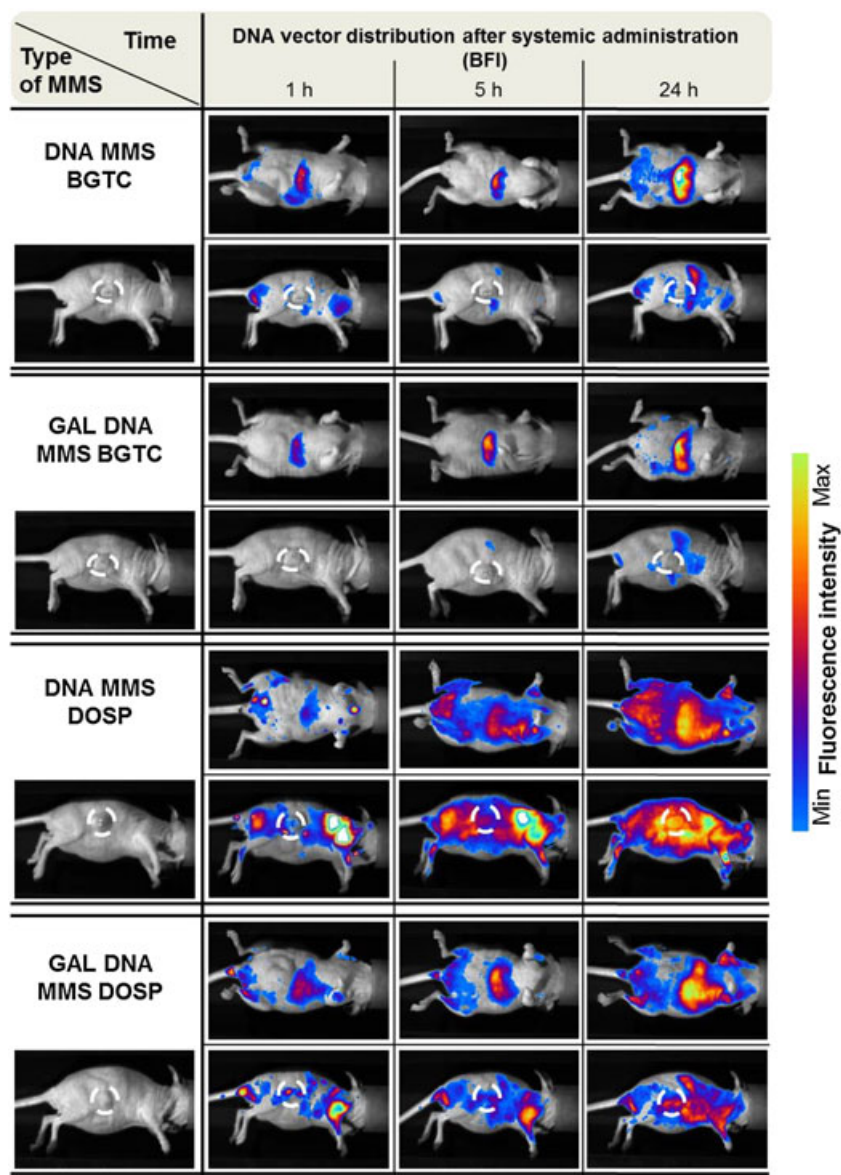 Time
Type
of MMS
DNA vector distribution after systemic administration
(BFI)
1 h
5 h
24 h
DNA MMS
BGTC
GAL DNA
MMS BGTC
DNA MMS
DOSP
GAL DNA
MMS DOSP
Min Fluorescence intensity Max